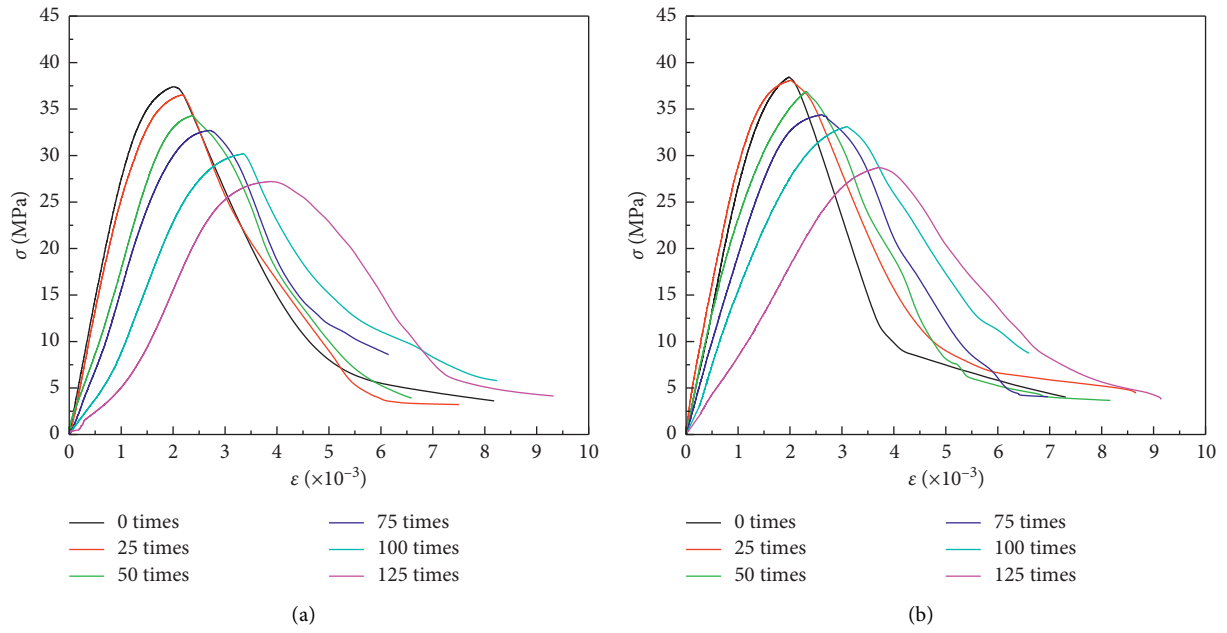 45
40
35
30
25
20
15
10
5
0
σ (MPa)
0 1 2 3 4 5 6 7 8 9 10
ε (×10⁻³)
0 times
25 times
50 times
75 times
100 times
125 times
(a)
45
40
35
30
25
20
15
10
5
0
σ (MPa)
0 1 2 3 4 5 6 7 8 9 10
ε (×10⁻³)
0 times
25 times
50 times
75 times
100 times
125 times
(b)